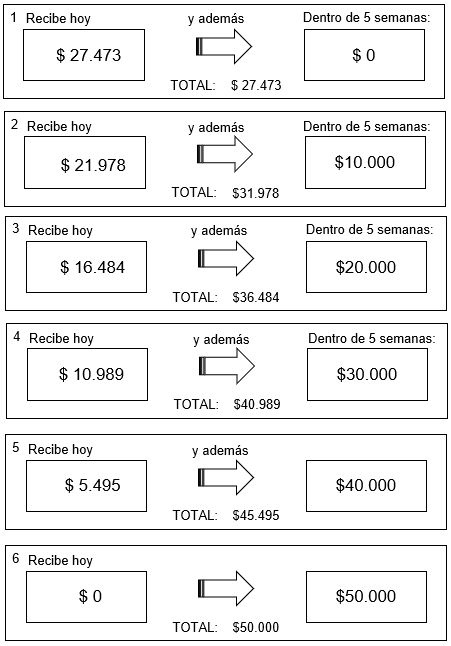 1 Recibe hoy y además Dentro de 5 semanas:
$ 27.473 $ 0
TOTAL: $ 27.473
2 Recibe hoy y además Dentro de 5 semanas:
$ 21.978 $10.000
TOTAL: $31.978
3 Recibe hoy y además Dentro de 5 semanas:
$ 16.484 $20.000
TOTAL: $36.484
4 Recibe hoy y además Dentro de 5 semanas:
$ 10.989 $30.000
TOTAL: $40.989
5 Recibe hoy y además
$ 5.495 $40.000
TOTAL: $45.495
6 Recibe hoy
$ 0 $50.000
TOTAL: $50.000